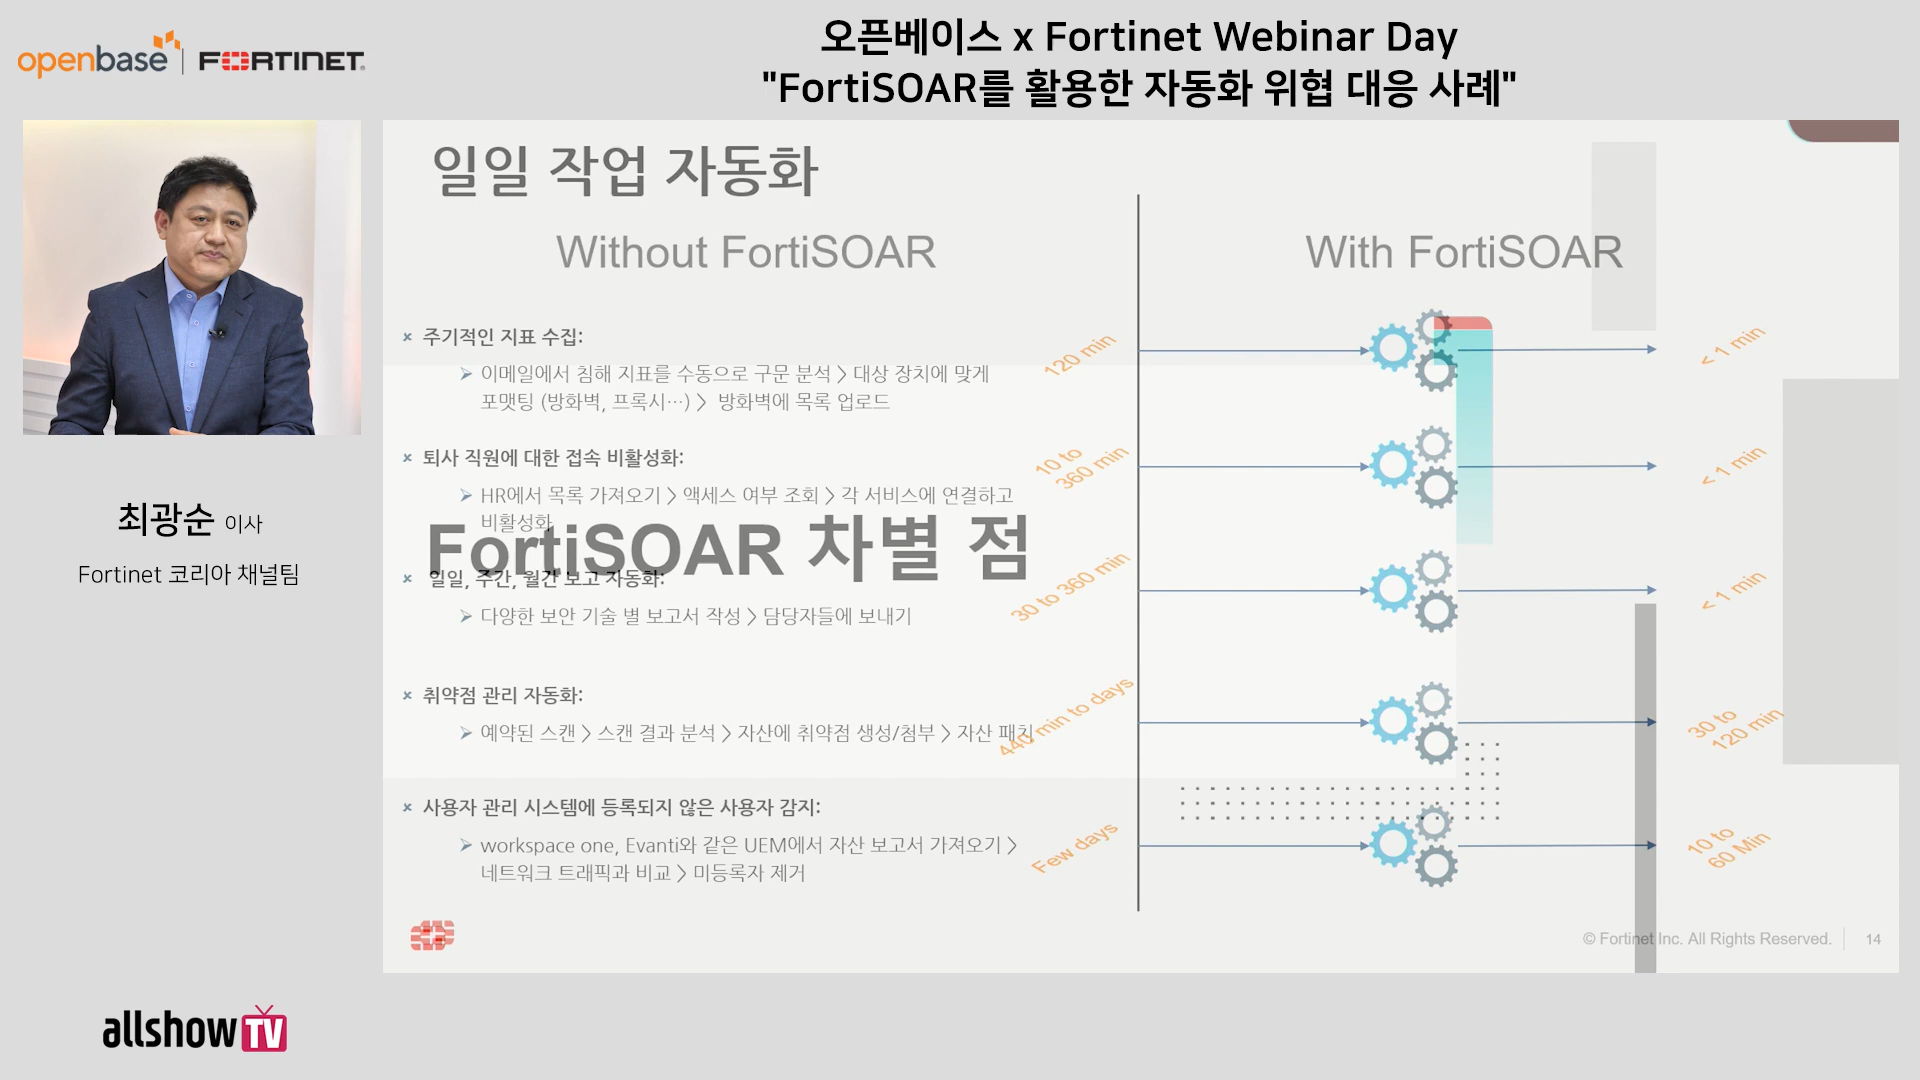 openbase FORTINET
오픈베이스 x Fortinet Webinar Day
"FortiSOAR를 활용한 자동화 위협 대응 사례"
최광순 이사
Fortinet 코리아 채널팀
allshow TV
일일 작업 자동화
Without FortiSOAR
With FortiSOAR
주기적인 지표 수집:
이메일에서 침해 지표를 수동으로 구문 분석 > 대상 장치에 맞게
포맷팅 (방화벽, 프록시…) > 방화벽에 목록 업로드
120 min
< 1 min
퇴사 직원에 대한 접속 비활성화:
HR에서 목록 가져오기 > 액세스 여부 조회 > 각 서비스에 연결하고
비활성화
10 to
360 min
< 1 min
FortiSOAR 차별 점
일일, 주간, 월간 보고 자동화:
다양한 보안 기술 별 보고서 작성 > 담당자들에 보내기
30 to 360 min
< 1 min
취약점 관리 자동화:
예약된 스캔 > 스캔 결과 분석 > 자산에 취약점 생성/첨부 > 자산 패치
440 min to days
30 to
120 min
사용자 관리 시스템에 등록되지 않은 사용자 감지:
workspace one, Evanti와 같은 UEM에서 자산 보고서 가져오기 >
네트워크 트래픽과 비교 > 미등록자 제거
Few days
10 to
60 Min
© Fortinet Inc. All Rights Reserved.
14